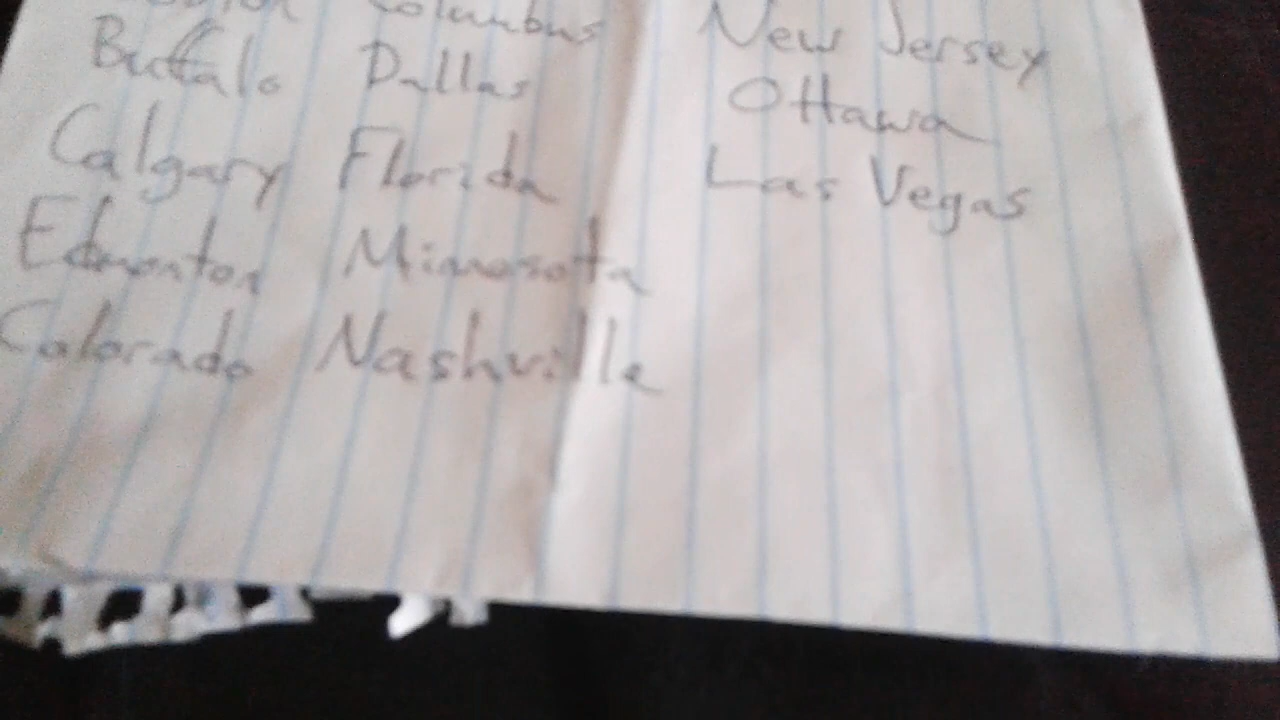 Columbus New Jersey
Buffalo Dallas Ottawa
Calgary Florida Las Vegas
Edmonton Minnesota
Colorado Nashville